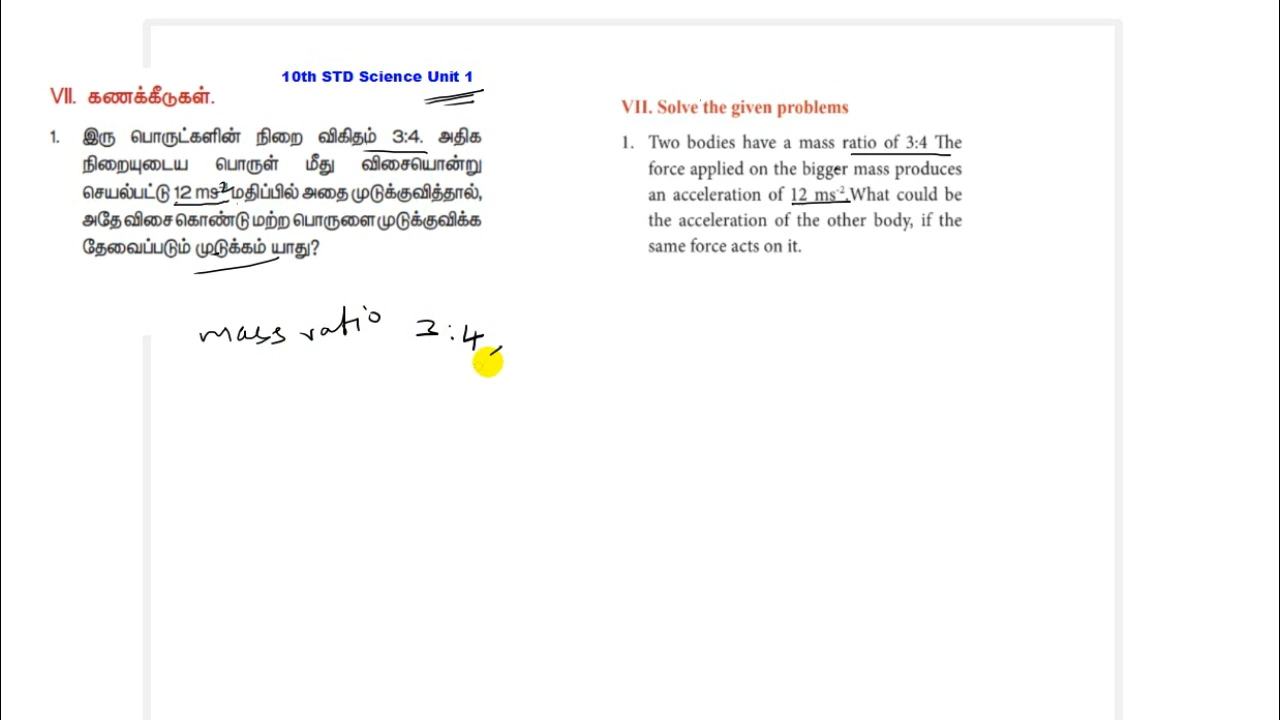 10th STD Science Unit 1
VII. கணக்கீடுகள்.
1. இரு பொருட்களின் நிறை விகிதம் 3:4. அதிக
நிறையுடைய பொருள் மீது விசையொன்று
செயல்பட்டு 12 ms² மதிப்பில் அதை முடுக்குவித்தால்,
அதே விசை கொண்டு மற்ற பொருளை முடுக்குவிக்க
தேவைப்படும் முடுக்கம் யாது?
VII. Solve the given problems
1. Two bodies have a mass ratio of 3:4 The
force applied on the bigger mass produces
an acceleration of 12 ms⁻².What could be
the acceleration of the other body, if the
same force acts on it.
mass ratio 3:4